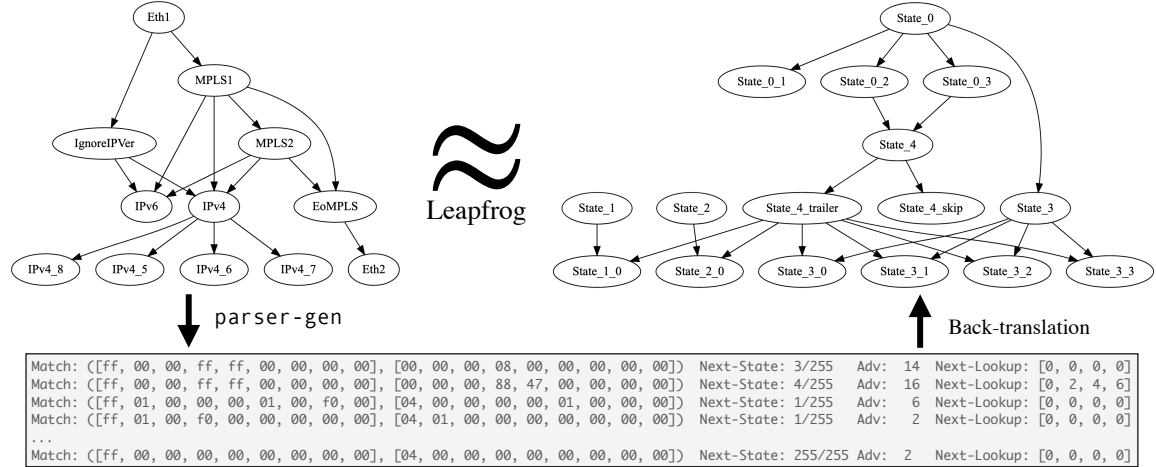 Eth1
MPLS1
IgnoreIPVer
MPLS2
IPv6
IPv4
EoMPLS
IPv4_8
IPv4_5
IPv4_6
IPv4_7
Eth2
≈
Leapfrog
State_0
State_0_1
State_0_2
State_0_3
State_4
State_1
State_2
State_4_trailer
State_4_skip
State_3
State_1_0
State_2_0
State_3_0
State_3_1
State_3_2
State_3_3
parser-gen
Back-translation
Match: ([ff, 00, 00, ff, ff, 00, 00, 00, 00], [00, 00, 00, 08, 00, 00, 00, 00, 00]) Next-State: 3/255 Adv: 14 Next-Lookup: [0, 0, 0, 0]
Match: ([ff, 00, 00, ff, ff, 00, 00, 00, 00], [00, 00, 00, 88, 47, 00, 00, 00, 00]) Next-State: 4/255 Adv: 16 Next-Lookup: [0, 2, 4, 6]
Match: ([ff, 01, 00, 00, 00, 01, 00, f0, 00], [04, 00, 00, 00, 00, 01, 00, 00, 00]) Next-State: 1/255 Adv: 6 Next-Lookup: [0, 0, 0, 0]
Match: ([ff, 01, 00, f0, 00, 00, 00, 00, 00], [04, 01, 00, 00, 00, 00, 00, 00, 00]) Next-State: 1/255 Adv: 2 Next-Lookup: [0, 0, 0, 0]
...
Match: ([ff, 00, 00, 00, 00, 00, 00, 00, 00], [04, 00, 00, 00, 00, 00, 00, 00, 00]) Next-State: 255/255 Adv: 2 Next-Lookup: [0, 0, 0, 0]